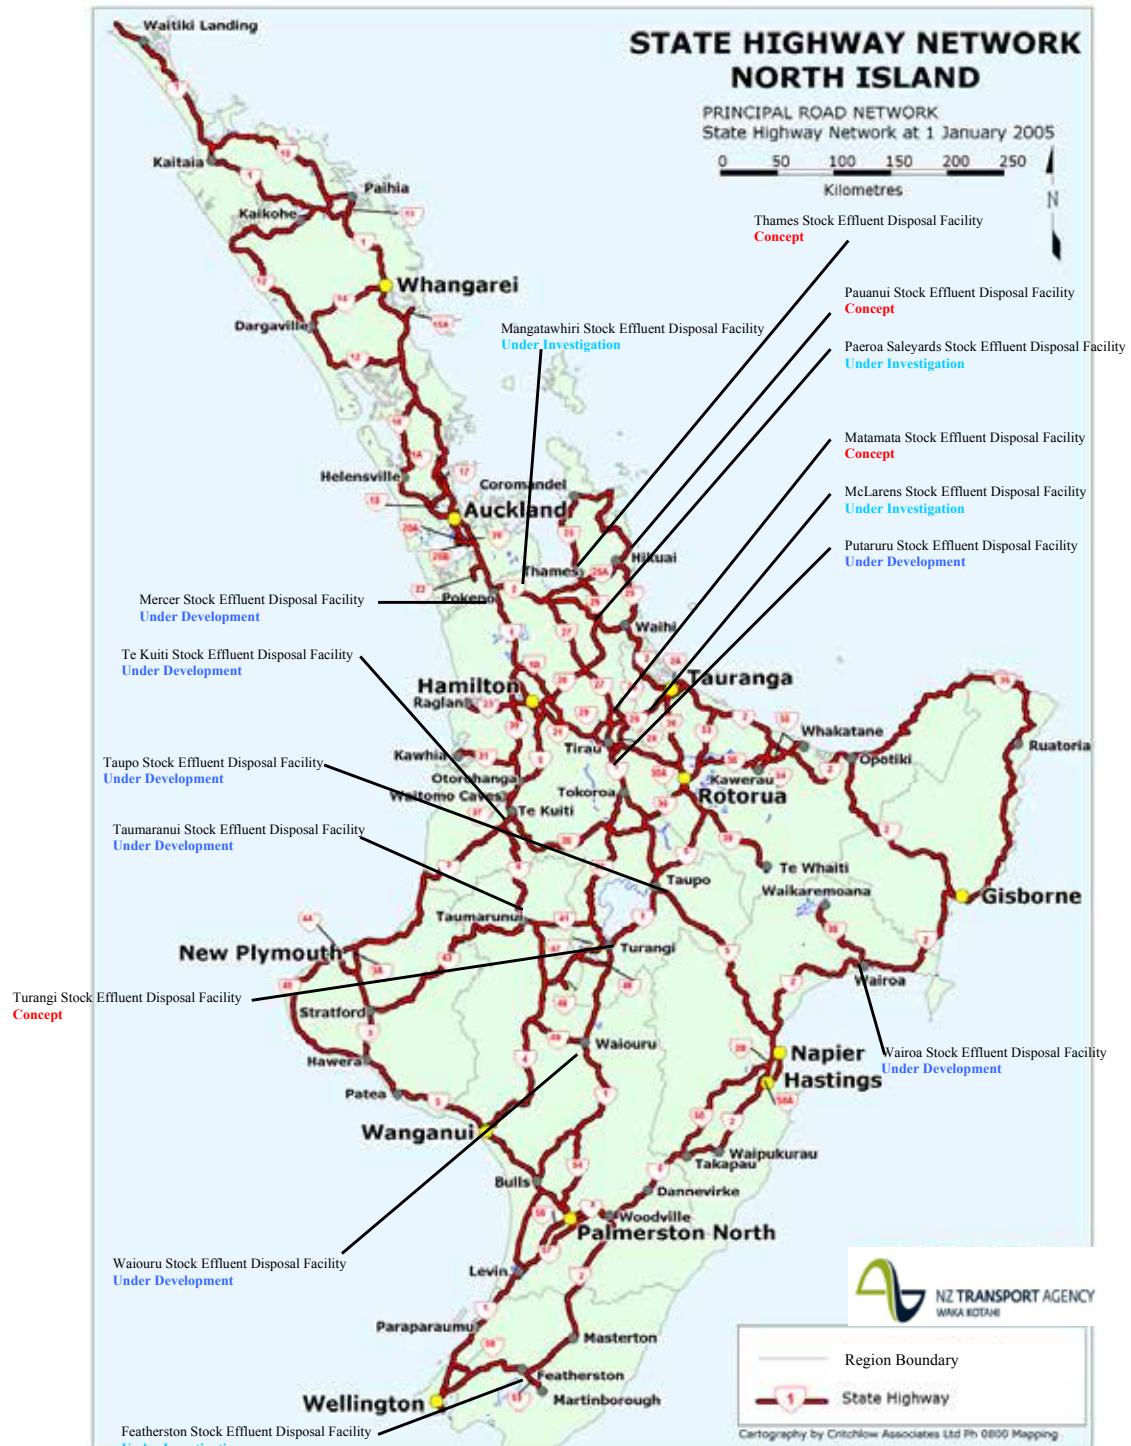 Waitiki Landing
STATE HIGHWAY NETWORK
NORTH ISLAND
PRINCIPAL ROAD NETWORK
State Highway Network at 1 January 2005
0 50 100 150 200 250
Kilometres
N
Kaitaia
Paihia
Kaikohe
Whangarei
Dargaville
Thames Stock Effluent Disposal Facility
Concept
Pauanui Stock Effluent Disposal Facility
Concept
Mangatawhiri Stock Effluent Disposal Facility
Under Investigation
Paeroa Saleyards Stock Effluent Disposal Facility
Under Investigation
Matamata Stock Effluent Disposal Facility
Concept
Helensville
Coromandel
McLarens Stock Effluent Disposal Facility
Under Investigation
Auckland
Putaruru Stock Effluent Disposal Facility
Under Development
Hikuai
Thames
Pokeno
Mercer Stock Effluent Disposal Facility
Under Development
Waihi
Te Kuiti Stock Effluent Disposal Facility
Under Development
Tauranga
Hamilton
Raglan
Whakatane
Ruatoria
Tirau
Kawhia
Opotiki
Taupo Stock Effluent Disposal Facility
Under Development
Otorohanga
Kawerau
Waitomo Caves
Tokoroa
Rotorua
Te Kuiti
Taumaranui Stock Effluent Disposal Facility
Under Development
Te Whaiti
Taupo
Waikaremoana
Gisborne
Taumarunui
New Plymouth
Turangi
Wairoa
Turangi Stock Effluent Disposal Facility
Concept
Stratford
Waiouru
Napier
Wairoa Stock Effluent Disposal Facility
Under Development
Hawera
Hastings
Patea
Wanganui
Waipukurau
Takapau
Bulls
Dannevirke
Woodville
Palmerston North
Waiouru Stock Effluent Disposal Facility
Under Development
Levin
NZ TRANSPORT AGENCY
WAKA KOTAHI
Paraparaumu
Masterton
Region Boundary
Featherston
1 State Highway
Martinborough
Wellington
Featherston Stock Effluent Disposal Facility
Cartography by Critchlow Associates Ltd Ph 0800 Mapping